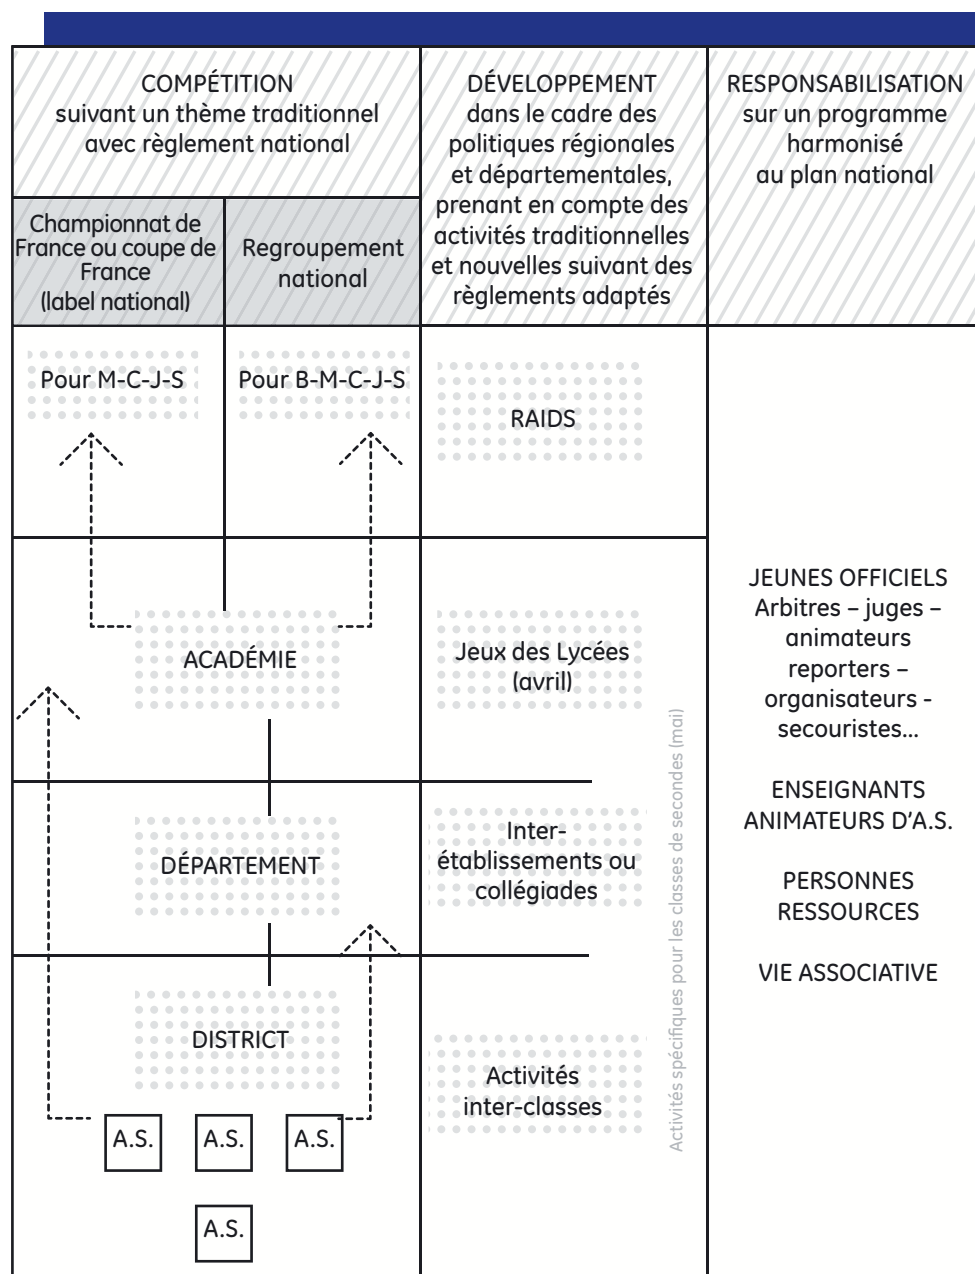 COMPÉTITION
suivant un thème traditionnel
avec règlement national
Championnat de
France ou coupe de
France
(label national)
Regroupement
national
DÉVELOPPEMENT
dans le cadre des
politiques régionales
et départementales,
prenant en compte des
activités traditionnelles
et nouvelles suivant des
règlements adaptés
RESPONSABILISATION
sur un programme
harmonisé
au plan national
Pour M-C-J-S
Pour B-M-C-J-S
RAIDS
ACADÉMIE
Jeux des Lycées
(avril)
DÉPARTEMENT
Inter-
établissements ou
collégiades
DISTRICT
Activités
inter-classes
A.S.
A.S.
A.S.
A.S.
Activités spécifiques pour les classes de secondes (mai)
JEUNES OFFICIELS
Arbitres – juges –
animateurs
reporters –
organisateurs -
secouristes...
ENSEIGNANTS
ANIMATEURS D'A.S.
PERSONNES
RESSOURCES
VIE ASSOCIATIVE